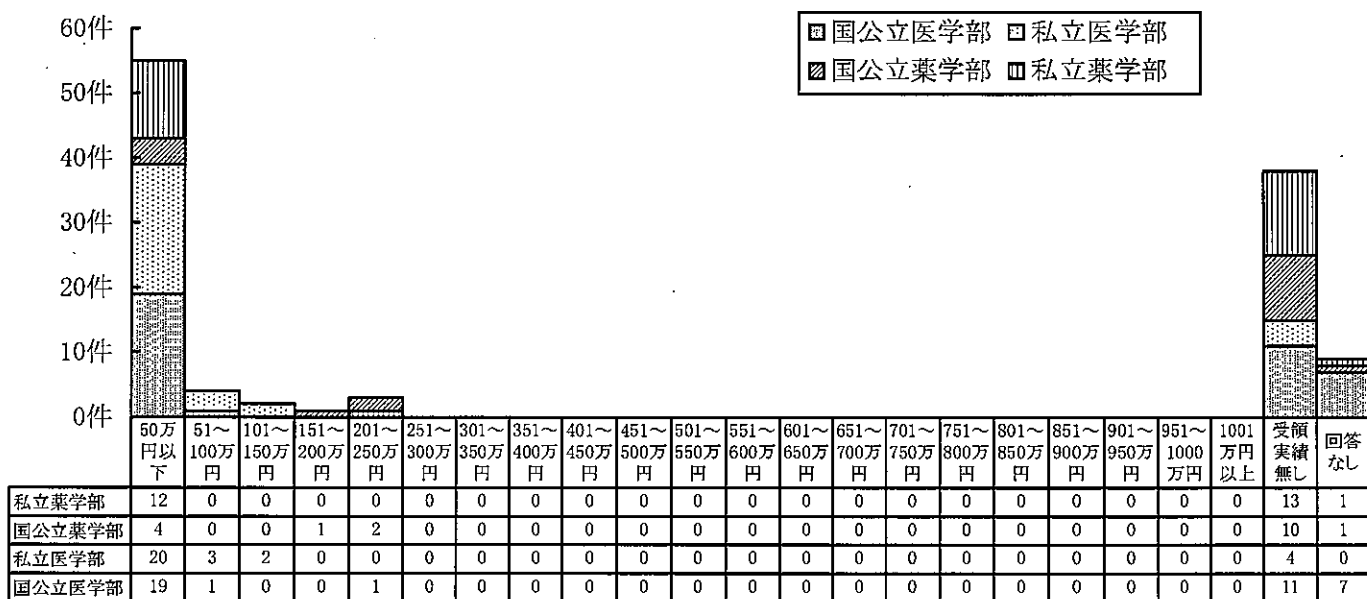 60件
50件
40件
30件
20件
10件
0件
国公立医学部 私立医学部
国公立薬学部 私立薬学部
50万円以下 51〜100万円 101〜150万円 151〜200万円 201〜250万円 251〜300万円 301〜350万円 351〜400万円 401〜450万円 451〜500万円 501〜550万円 551〜600万円 601〜650万円 651〜700万円 701〜750万円 751〜800万円 801〜850万円 851〜900万円 901〜950万円 951〜1000万円 1001万円以上 受領実績無し 回答なし
私立薬学部 12 0 0 0 0 0 0 0 0 0 0 0 0 0 0 0 0 0 0 0 0 13 1
国公立薬学部 4 0 0 1 2 0 0 0 0 0 0 0 0 0 0 0 0 0 0 0 0 10 1
私立医学部 20 3 2 0 0 0 0 0 0 0 0 0 0 0 0 0 0 0 0 0 0 4 0
国公立医学部 19 1 0 0 1 0 0 0 0 0 0 0 0 0 0 0 0 0 0 0 0 11 7